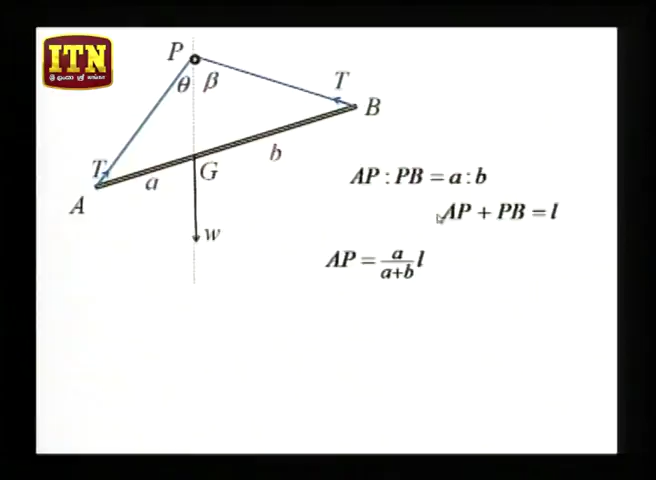 ITN
ශ්‍රී ලංකා ශ්‍රී ලංකා
P
θ β
T
B
T
b
G
a
A
w
AP : PB = a : b
AP + PB = l
AP = a/(a+b) l